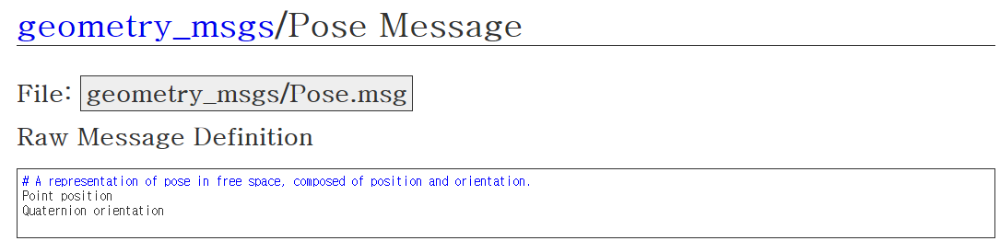 geometry_msgs/Pose Message
File: geometry_msgs/Pose.msg
Raw Message Definition
# A representation of pose in free space, composed of position and orientation.
Point position
Quaternion orientation